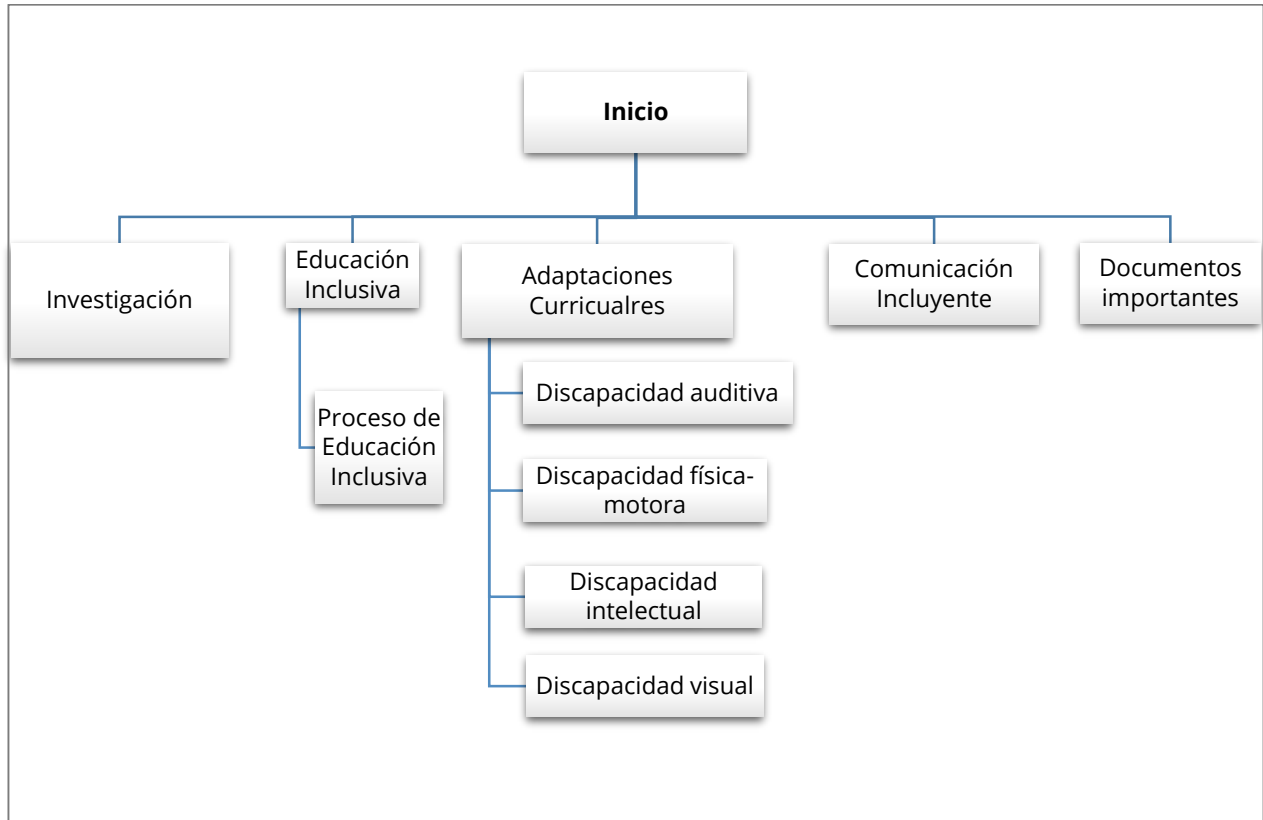 Inicio
Investigación
Educación
Inclusiva
Proceso de
Educación
Inclusiva
Adaptaciones
Curricualres
Discapacidad auditiva
Discapacidad física-
motora
Discapacidad
intelectual
Discapacidad visual
Comunicación
Incluyente
Documentos
importantes